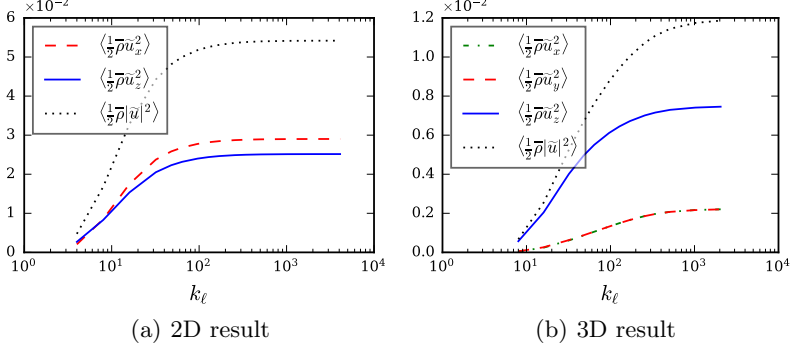 ×10⁻²
6
5
4
3
2
1
0
10⁰ 10¹ 10² 10³ 10⁴
k_ℓ
⟨½ρ̅ũ_x²⟩
⟨½ρ̅ũ_z²⟩
⟨½ρ̅|ũ|²⟩
(a) 2D result
×10⁻²
1.2
1.0
0.8
0.6
0.4
0.2
0.0
10⁰ 10¹ 10² 10³ 10⁴
k_ℓ
⟨½ρ̅ũ_x²⟩
⟨½ρ̅ũ_y²⟩
⟨½ρ̅ũ_z²⟩
⟨½ρ̅|ũ|²⟩
(b) 3D result